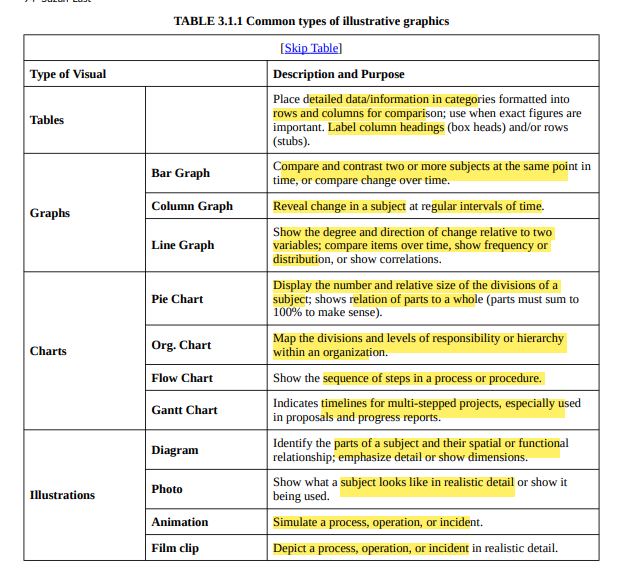 TABLE 3.1.1 Common types of illustrative graphics
[Skip Table]
Type of Visual
Description and Purpose
Tables
Place detailed data/information in categories formatted into
rows and columns for comparison; use when exact figures are
important. Label column headings (box heads) and/or rows
(stubs).
Graphs
Bar Graph
Compare and contrast two or more subjects at the same point in
time, or compare change over time.
Column Graph
Reveal change in a subject at regular intervals of time.
Line Graph
Show the degree and direction of change relative to two
variables; compare items over time, show frequency or
distribution, or show correlations.
Charts
Pie Chart
Display the number and relative size of the divisions of a
subject; shows relation of parts to a whole (parts must sum to
100% to make sense).
Org. Chart
Map the divisions and levels of responsibility or hierarchy
within an organization.
Flow Chart
Show the sequence of steps in a process or procedure.
Gantt Chart
Indicates timelines for multi-stepped projects, especially used
in proposals and progress reports.
Illustrations
Diagram
Identify the parts of a subject and their spatial or functional
relationship; emphasize detail or show dimensions.
Photo
Show what a subject looks like in realistic detail or show it
being used.
Animation
Simulate a process, operation, or incident.
Film clip
Depict a process, operation, or incident in realistic detail.